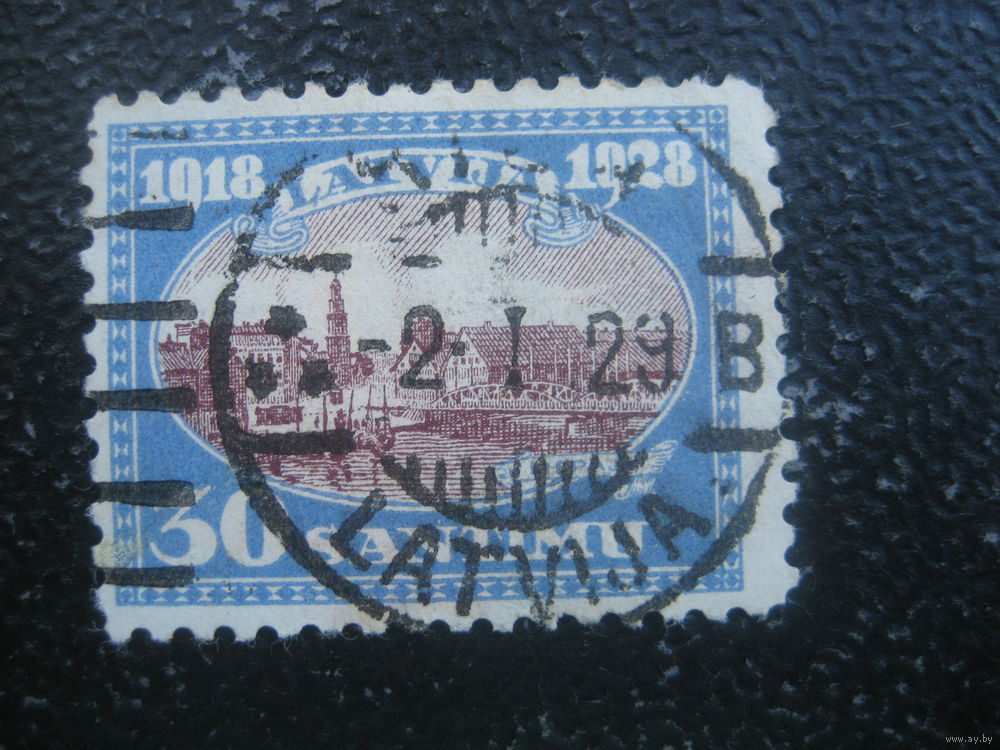 1918 LATVIJA 1928
- 2. I. 29 B
30 SANTIMU
LATVIJA
www.ay.by